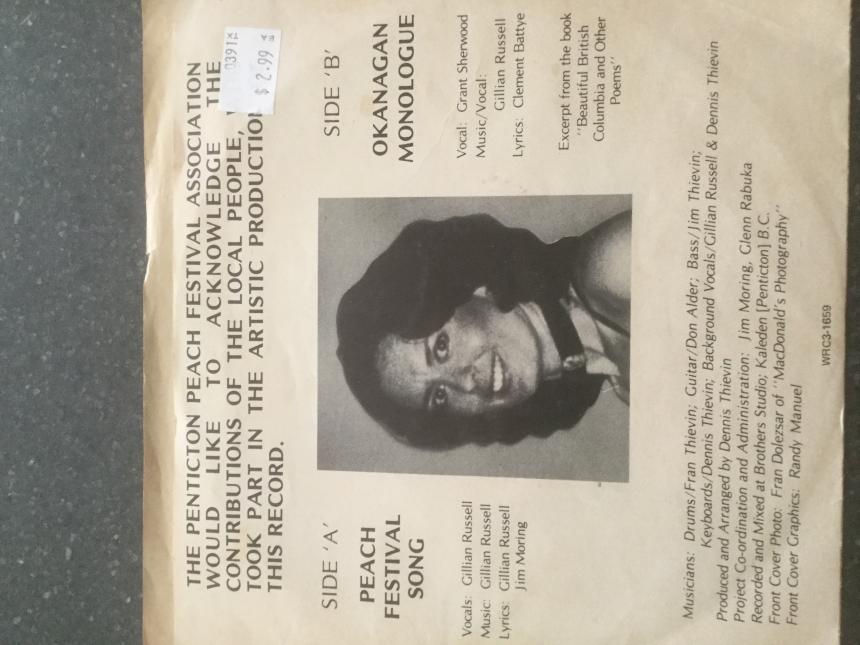 THE PENTICTON PEACH FESTIVAL ASSOCIATION
WOULD LIKE TO ACKNOWLEDGE THE
CONTRIBUTIONS OF THE LOCAL PEOPLE,
TOOK PART IN THE ARTISTIC PRODUCTION
THIS RECORD.
0391
$ 2.99
SIDE 'A'
PEACH
FESTIVAL
SONG
Vocals: Gillian Russell
Music: Gillian Russell
Lyrics: Gillian Russell
Jim Moring
SIDE 'B'
OKANAGAN
MONOLOGUE
Vocal: Grant Sherwood
Music/Vocal:
Gillian Russell
Lyrics: Clement Battye
Excerpt from the book
"Beautiful British
Columbia and Other
Poems"
Musicians: Drums/Fran Thievin; Guitar/Don Alder; Bass/Jim Thievin;
Keyboards/Dennis Thievin; Background Vocals/Gillian Russell & Dennis Thievin
Produced and Arranged by Dennis Thievin
Project Co-ordination and Administration: Jim Moring, Glenn Rabuka
Recorded and Mixed at Brothers Studio; Kaleden [Penticton] B.C.
Front Cover Photo: Fran Dolezsar of "MacDonald's Photography"
Front Cover Graphics: Randy Manuel
WRC3-1659